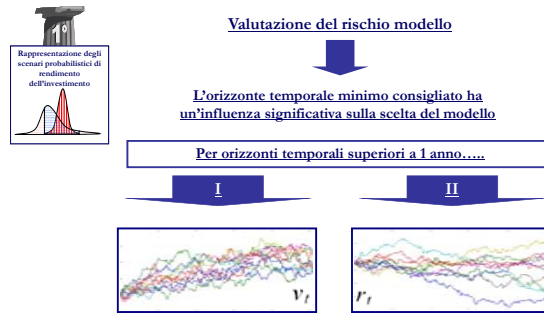 1°
Rappresentazione degli
scenari probabilistici di
rendimento
dell'investimento
Valutazione del rischio modello
L'orizzonte temporale minimo consigliato ha
un'influenza significativa sulla scelta del modello
Per orizzonti temporali superiori a 1 anno…..
I
II
v_t
r_t